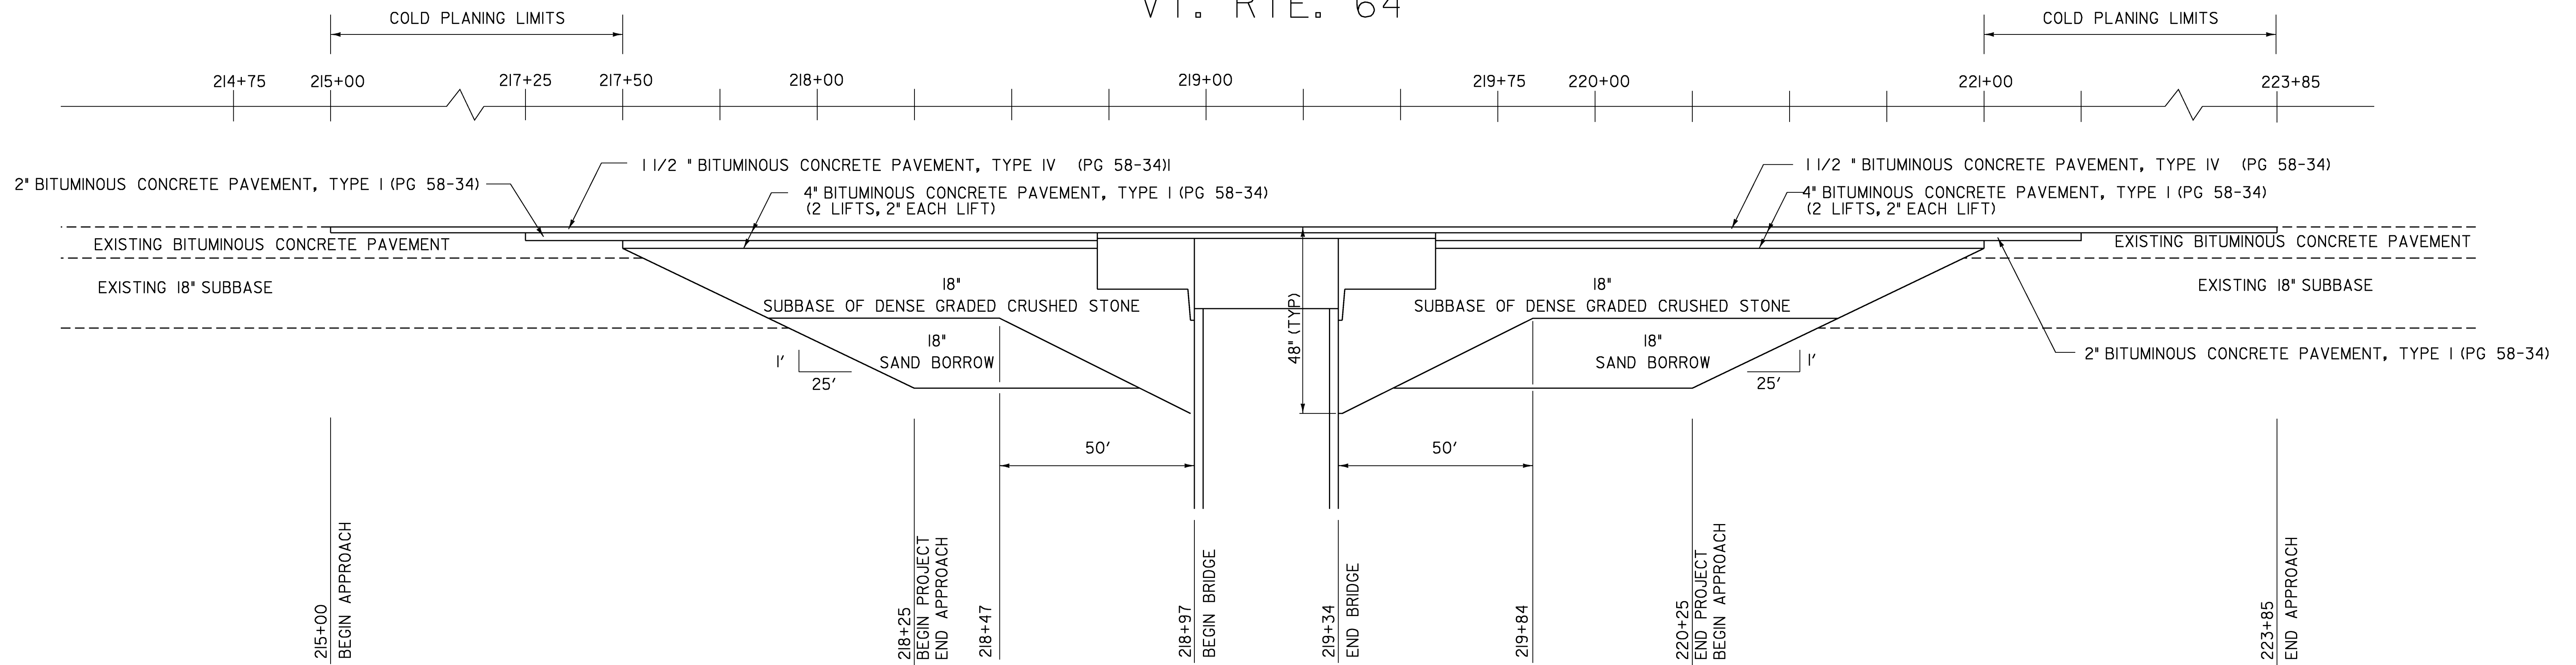 VT. RTE. 64
COLD PLANING LIMITS
COLD PLANING LIMITS
214+75
215+00
217+25
217+50
218+00
219+00
219+75
220+00
221+00
223+85
1 1/2 " BITUMINOUS CONCRETE PAVEMENT, TYPE IV (PG 58-34)1
1 1/2 " BITUMINOUS CONCRETE PAVEMENT, TYPE IV (PG 58-34)
2" BITUMINOUS CONCRETE PAVEMENT, TYPE I (PG 58-34)
4" BITUMINOUS CONCRETE PAVEMENT, TYPE I (PG 58-34)
(2 LIFTS, 2" EACH LIFT)
4" BITUMINOUS CONCRETE PAVEMENT, TYPE I (PG 58-34)
(2 LIFTS, 2" EACH LIFT)
EXISTING BITUMINOUS CONCRETE PAVEMENT
EXISTING BITUMINOUS CONCRETE PAVEMENT
EXISTING 18" SUBBASE
EXISTING 18" SUBBASE
18"
SUBBASE OF DENSE GRADED CRUSHED STONE
18"
SUBBASE OF DENSE GRADED CRUSHED STONE
18"
SAND BORROW
18"
SAND BORROW
48" (TYP)
1'
25'
1'
25'
2" BITUMINOUS CONCRETE PAVEMENT, TYPE I (PG 58-34)
50'
50'
215+00
BEGIN APPROACH
218+25
BEGIN PROJECT
END APPROACH
218+47
218+97
BEGIN BRIDGE
219+34
END BRIDGE
219+84
220+25
END PROJECT
BEGIN APPROACH
223+85
END APPROACH